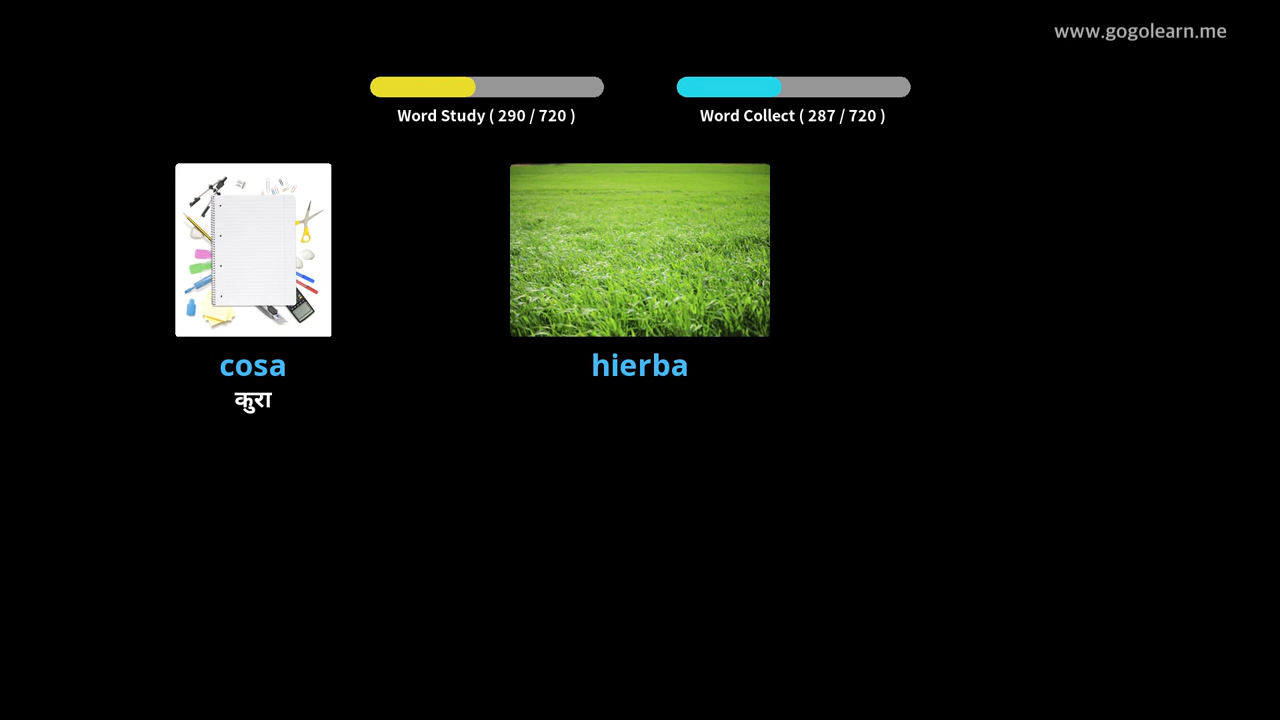 www.gogolearn.me
Word Study ( 290 / 720 )
Word Collect ( 287 / 720 )
cosa
कुरा
hierba